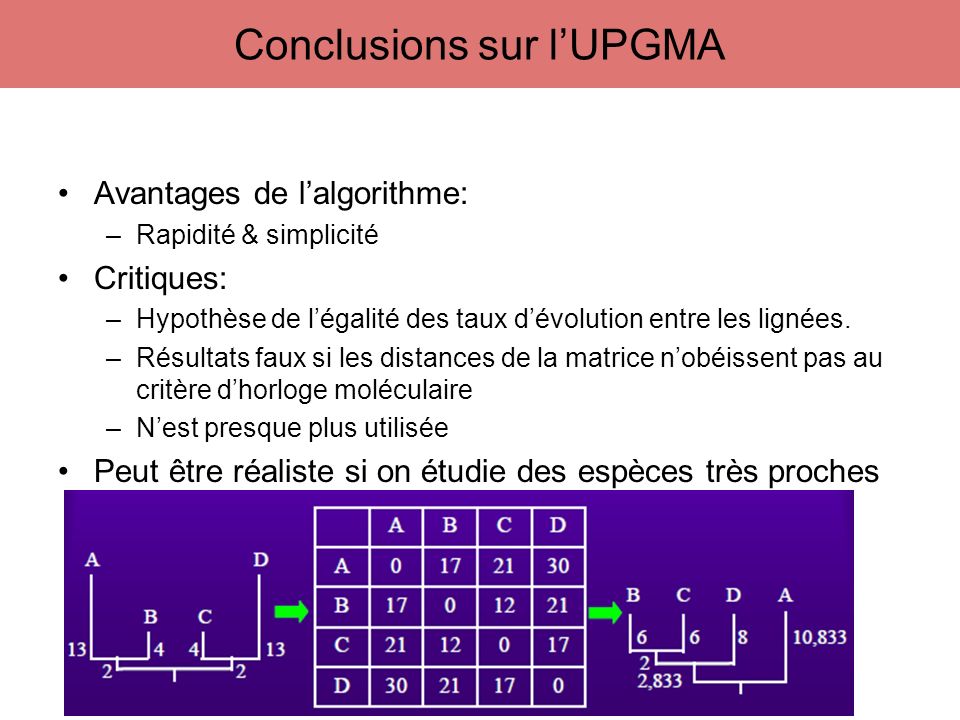 Conclusions sur l’UPGMA
• Avantages de l’algorithme:
– Rapidité & simplicité
• Critiques:
– Hypothèse de l’égalité des taux d’évolution entre les lignées.
– Résultats faux si les distances de la matrice n’obéissent pas au
critère d’horloge moléculaire
– N’est presque plus utilisée
• Peut être réaliste si on étudie des espèces très proches
A D
B C
13 4 4 13
2 2
A B C D
A 0 17 21 30
B 17 0 12 21
C 21 12 0 17
D 30 21 17 0
B C D A
6 6 8 10,833
2
2,833